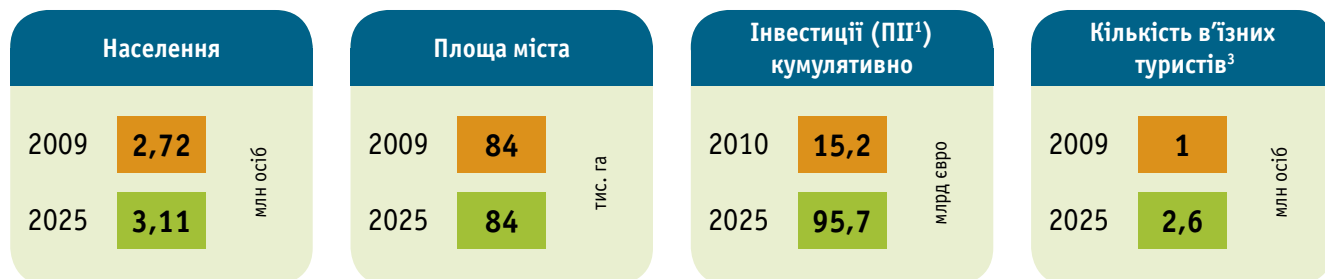 Населення
2009 2,72
2025 3,11
млн осіб
Площа міста
2009 84
2025 84
тис. га
Інвестиції (ПІІ¹)
кумулятивно
2010 15,2
2025 95,7
млрд євро
Кількість в’їзних
туристів³
2009 1
2025 2,6
млн осіб